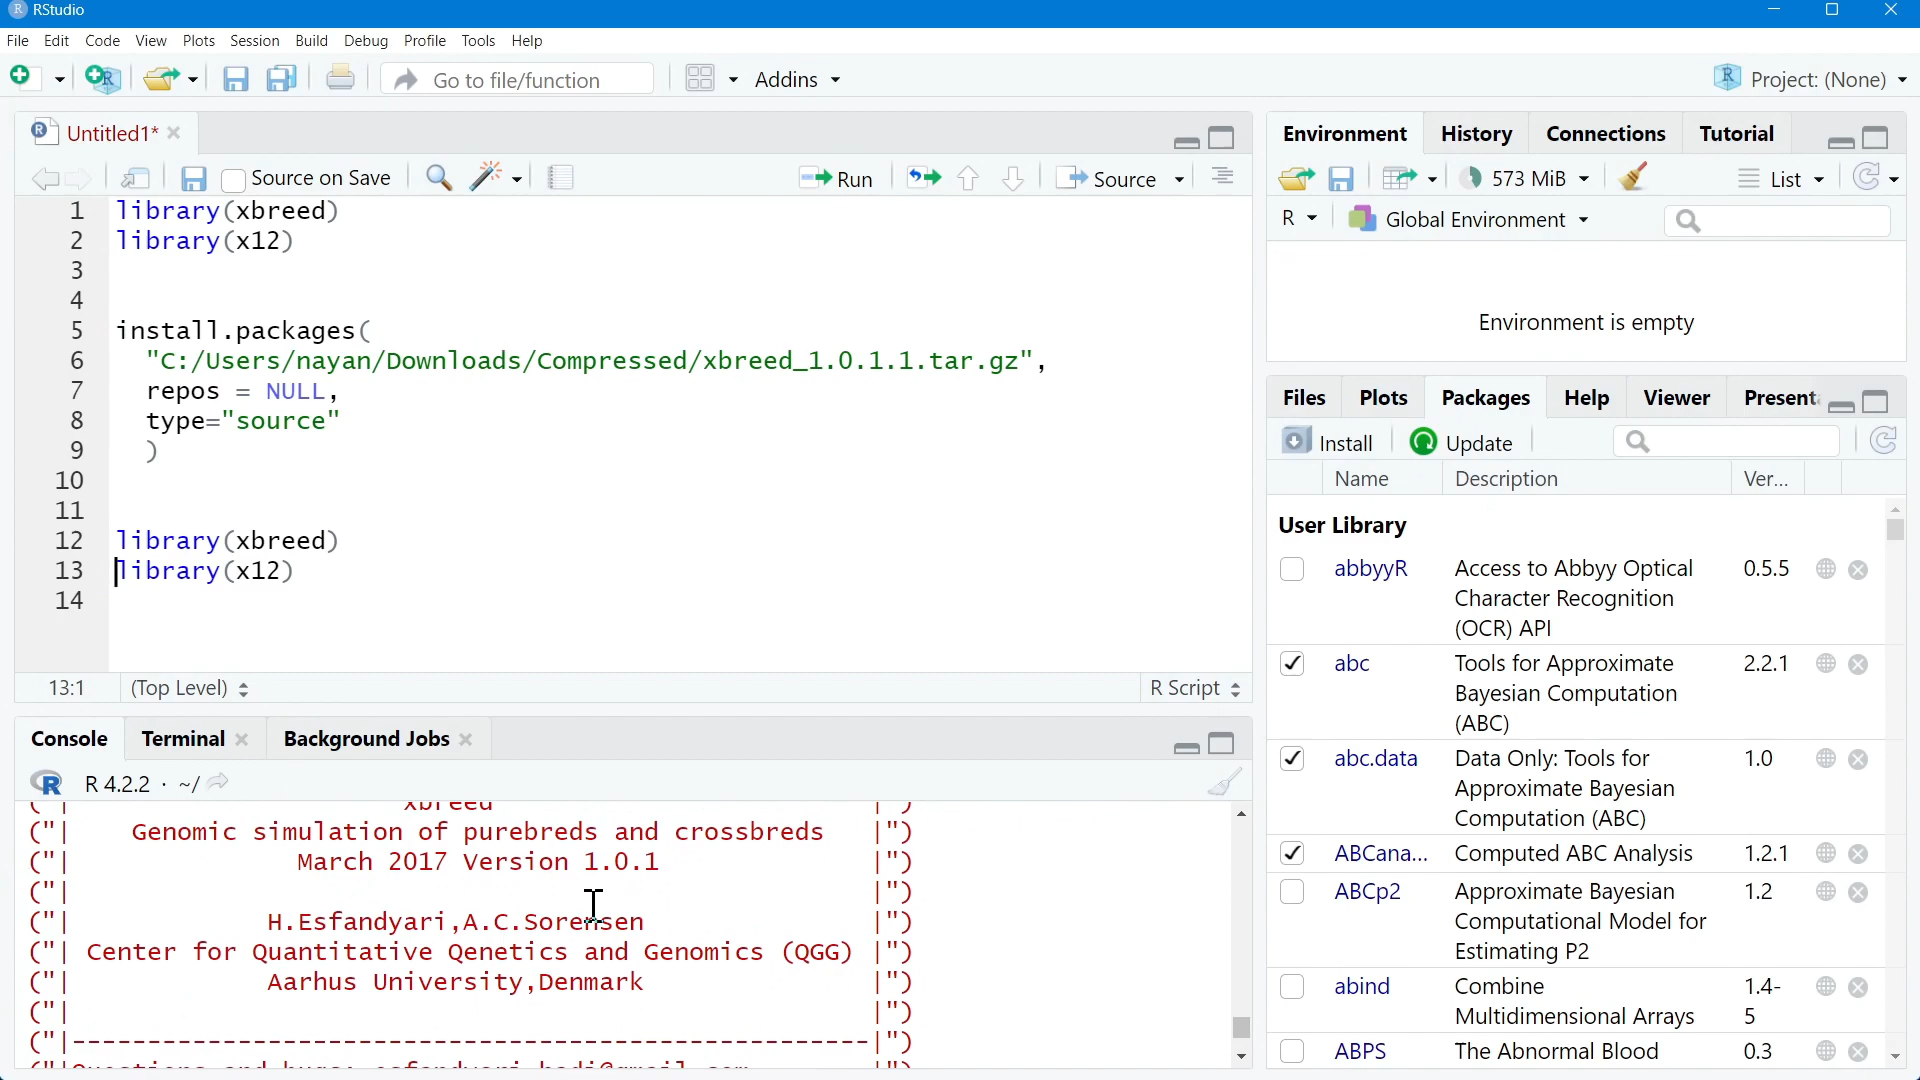 RStudio
File Edit Code View Plots Session Build Debug Profile Tools Help
Go to file/function Addins Project: (None)
Untitled1*
Source on Save Run Source
1 library(xbreed)
2 library(x12)
3
4
5 install.packages(
6 "C:/Users/nayan/Downloads/Compressed/xbreed_1.0.1.1.tar.gz",
7 repos = NULL,
8 type="source"
9 )
10
11
12 library(xbreed)
13 library(x12)
14
13:1 (Top Level) R Script
Console Terminal Background Jobs
R 4.2.2 · ~/
("| xbreed |")
("| Genomic simulation of purebreds and crossbreds |")
("| March 2017 Version 1.0.1 |")
("| |")
("| H.Esfandyari,A.C.Sorensen |")
("| Center for Quantitative Qenetics and Genomics (QGG) |")
("| Aarhus University,Denmark |")
("| |")
("|-----------------------------------------------------|")
Environment History Connections Tutorial
573 MiB List
R Global Environment
Environment is empty
Files Plots Packages Help Viewer Present
Install Update
Name Description Ver...
User Library
abbyyR Access to Abbyy Optical 0.5.5
Character Recognition
(OCR) API
abc Tools for Approximate 2.2.1
Bayesian Computation
(ABC)
abc.data Data Only: Tools for 1.0
Approximate Bayesian
Computation (ABC)
ABCana... Computed ABC Analysis 1.2.1
ABCp2 Approximate Bayesian 1.2
Computational Model for
Estimating P2
abind Combine 1.4-
Multidimensional Arrays 5
ABPS The Abnormal Blood 0.3